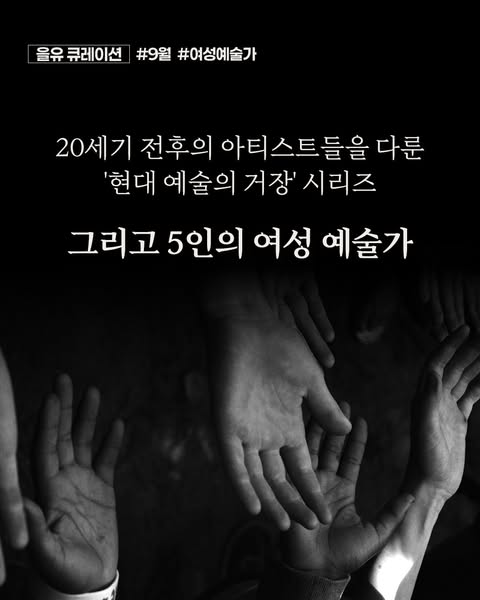 을유 큐레이션 #9월 #여성예술가
20세기 전후의 아티스트들을 다룬
'현대 예술의 거장' 시리즈
그리고 5인의 여성 예술가